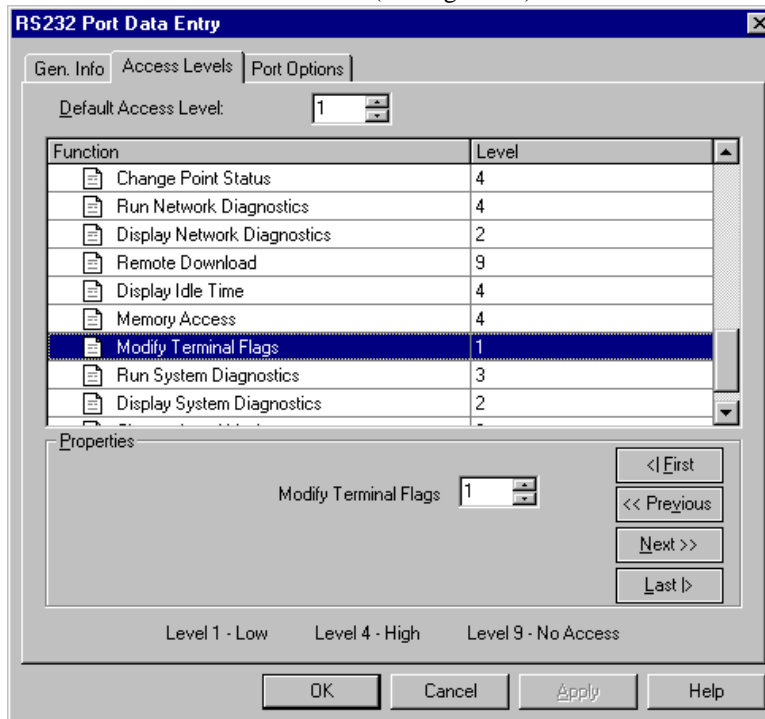 RS232 Port Data Entry
Gen. Info Access Levels Port Options
Default Access Level: 1
Function Level
Change Point Status 4
Run Network Diagnostics 4
Display Network Diagnostics 2
Remote Download 9
Display Idle Time 4
Memory Access 4
Modify Terminal Flags 1
Run System Diagnostics 3
Display System Diagnostics 2
Properties
<| First
Modify Terminal Flags 1
<< Previous
Next >>
Last |>
Level 1 - Low Level 4 - High Level 9 - No Access
OK Cancel Apply Help